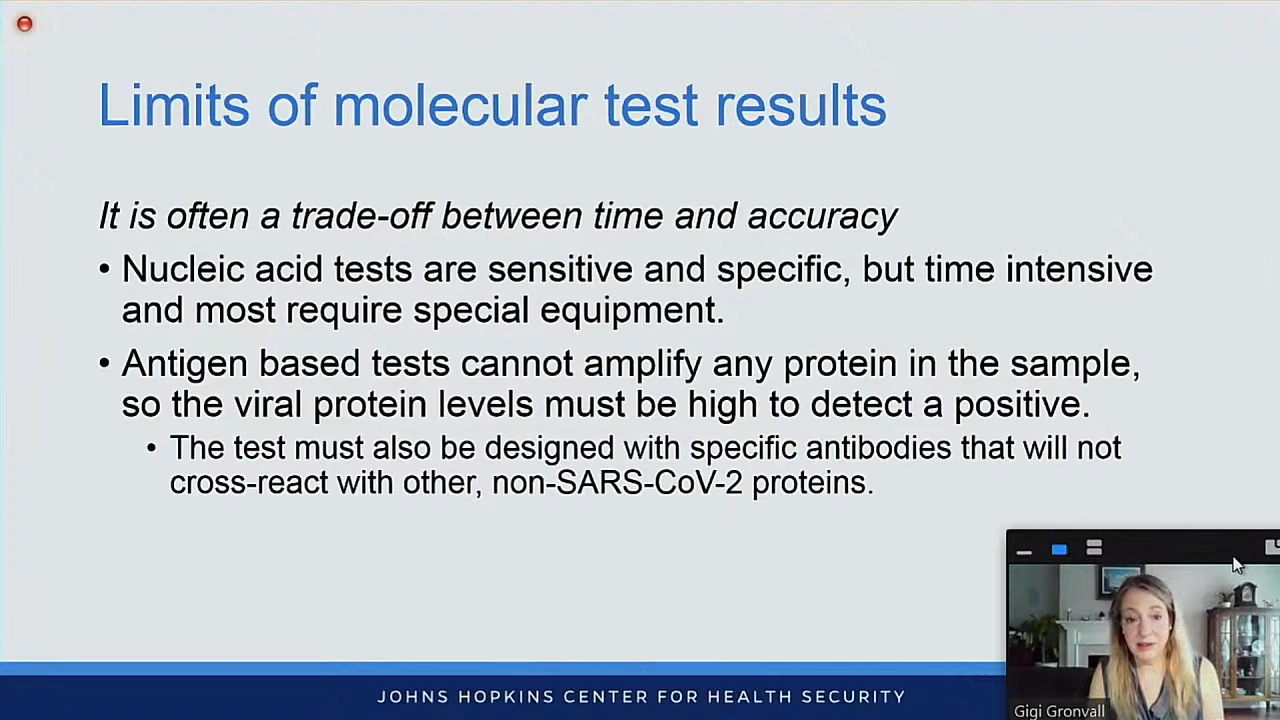 Limits of molecular test results
It is often a trade-off between time and accuracy
• Nucleic acid tests are sensitive and specific, but time intensive
and most require special equipment.
• Antigen based tests cannot amplify any protein in the sample,
so the viral protein levels must be high to detect a positive.
• The test must also be designed with specific antibodies that will not
cross-react with other, non-SARS-CoV-2 proteins.
JOHNS HOPKINS CENTER FOR HEALTH SECURITY
Gigi Gronvall